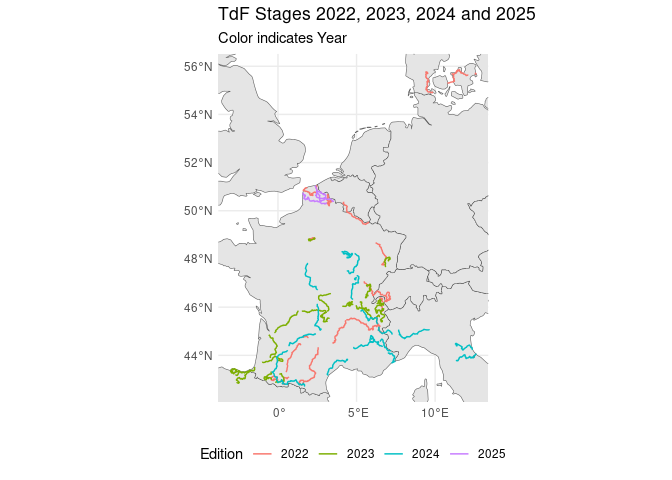 TdF Stages 2022, 2023, 2024 and 2025
Color indicates Year
56°N
54°N
52°N
50°N
48°N
46°N
44°N
0° 5°E 10°E
Edition 2022 2023 2024 2025